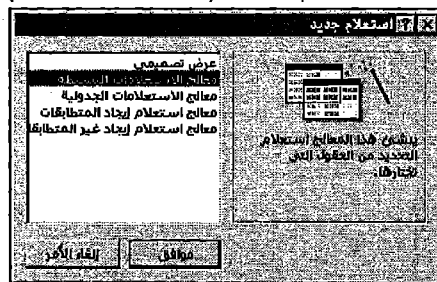 استعلام جديد
عرض تصميمي
معالج الاستعلامات البسيطة
معالج الاستعلامات الجدولية
معالج استعلام إيجاد المتطابقات
معالج استعلام إيجاد غير المتطابقا
ينشئ هذا المعالج استعلام
التحديد من الحقول التي
تختارها.
موافق
إلغاء الأمر